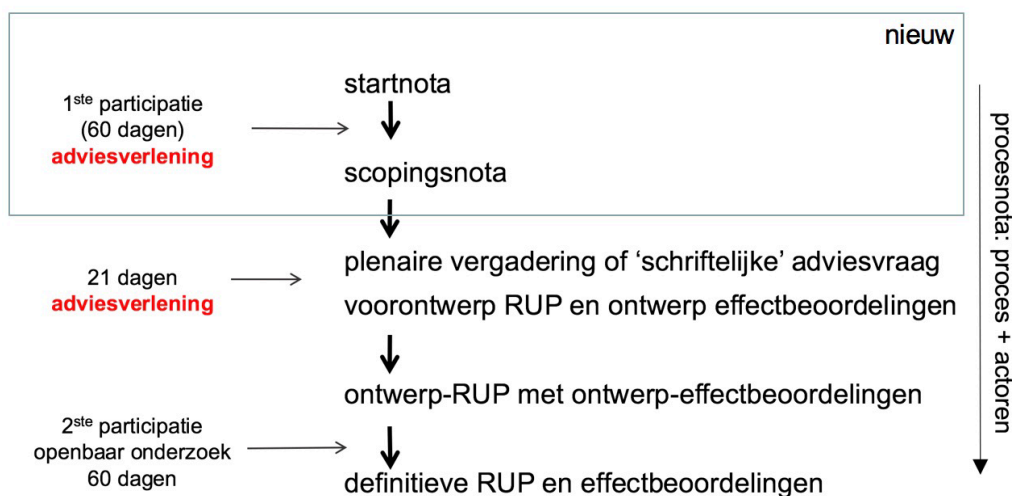 nieuw
startnota
1ste participatie
(60 dagen)
adviesverlening
scopingsnota
plenaire vergadering of ‘schriftelijke’ adviesvraag
voorontwerp RUP en ontwerp effectbeoordelingen
21 dagen
adviesverlening
ontwerp-RUP met ontwerp-effectbeoordelingen
2ste participatie
openbaar onderzoek
60 dagen
definitieve RUP en effectbeoordelingen
procesnota: proces + actoren